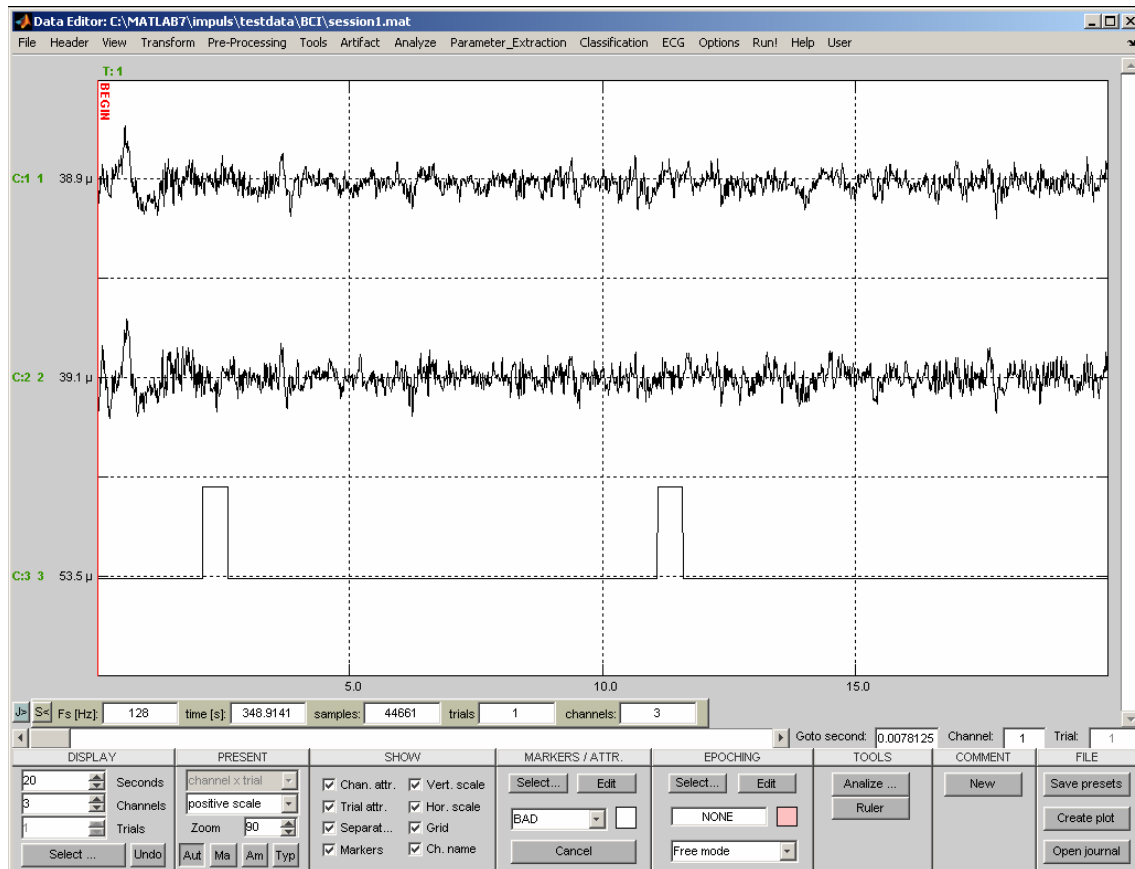 Data Editor: C:\MATLAB7\impuls\testdata\BCI\session1.mat
File Header View Transform Pre-Processing Tools Artifact Analyze Parameter_Extraction Classification ECG Options Run! Help User
T: 1
BEGIN
C:1 1 38.9 µ
C:2 2 39.1 µ
C:3 3 53.5 µ
5.0 10.0 15.0
J> S< Fs [Hz]: 128 time [s]: 348.9141 samples: 44661 trials 1 channels: 3
Goto second: 0.0078125 Channel: 1 Trial: 1
DISPLAY PRESENT SHOW MARKERS / ATTR. EPOCHING TOOLS COMMENT FILE
20 Seconds channel x trial Chan. attr. Vert. scale Select... Edit Select... Edit Analize ... New Save presets
3 Channels positive scale Trial attr. Hor. scale Ruler
1 Trials Zoom 90 Separat... Grid BAD NONE Create plot
Select ... Undo Aut Ma Am Typ Markers Ch. name Cancel Free mode Open journal